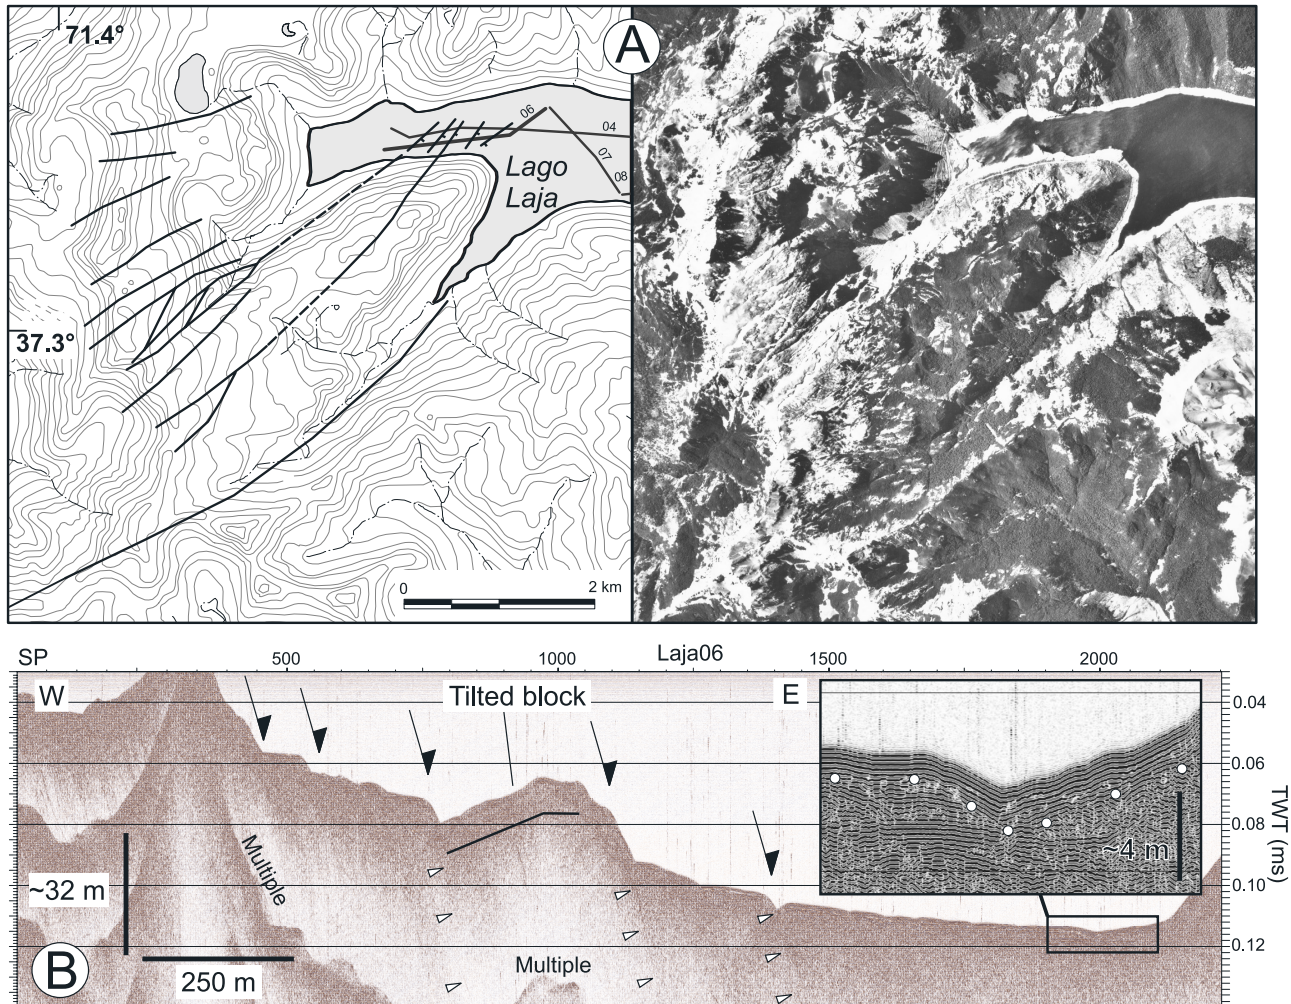 71.4°
A
06
04
07
08
Lago
Laja
37.3°
0
2 km
SP
500
1000
Laja06
1500
2000
W
Tilted block
E
0.04
0.06
0.08
0.10
0.12
TWT (ms)
~4 m
Multiple
~32 m
250 m
Multiple
B